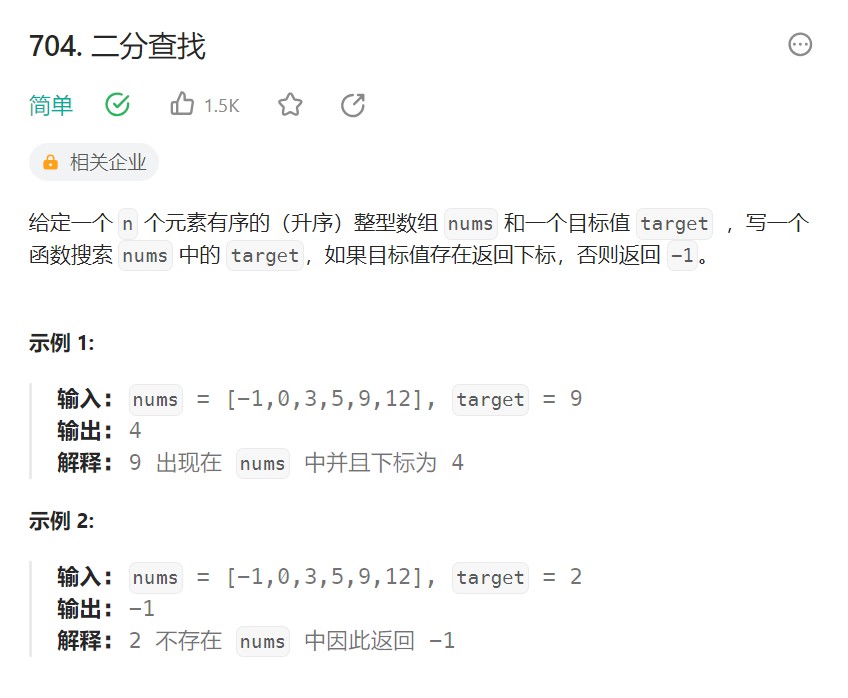 704. 二分查找
简单 1.5K
相关企业
给定一个 n 个元素有序的（升序）整型数组 nums 和一个目标值 target ，写一个
函数搜索 nums 中的 target，如果目标值存在返回下标，否则返回 -1。
示例 1:
输入: nums = [-1,0,3,5,9,12], target = 9
输出: 4
解释: 9 出现在 nums 中并且下标为 4
示例 2:
输入: nums = [-1,0,3,5,9,12], target = 2
输出: -1
解释: 2 不存在 nums 中因此返回 -1